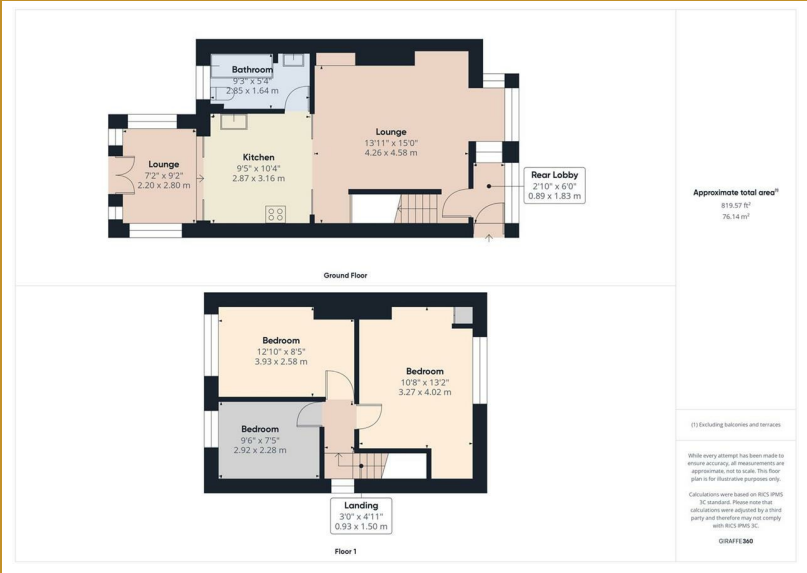 Bathroom
9'3" x 5'4"
2.85 x 1.64 m
Lounge
13'11" x 15'0"
4.26 x 4.58 m
Lounge
7'2" x 9'2"
2.20 x 2.80 m
Kitchen
9'5" x 10'4"
2.87 x 3.16 m
Rear Lobby
2'10" x 6'0"
0.89 x 1.83 m
Ground Floor
Bedroom
12'10" x 8'5"
3.93 x 2.58 m
Bedroom
10'8" x 13'2"
3.27 x 4.02 m
Bedroom
9'6" x 7'5"
2.92 x 2.28 m
Landing
3'0" x 4'11"
0.93 x 1.50 m
Floor 1
Approximate total area⁽¹⁾
819.57 ft²
76.14 m²
(1) Excluding balconies and terraces
While every attempt has been made to
ensure accuracy, all measurements are
approximate, not to scale. This floor
plan is for illustrative purposes only.
Calculations were based on RICS IPMS
3C standard. Please note that
calculations were adjusted by a third
party and therefore may not comply
with RICS IPMS 3C.
GIRAFFE360